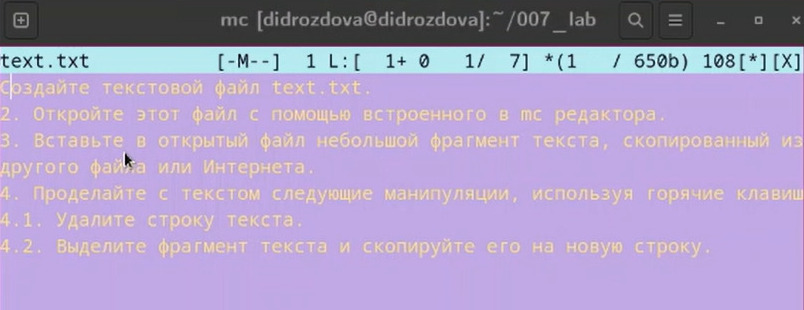 mc [didrozdova@didrozdova]:~/007_lab
text.txt [-M--] 1 L:[ 1+ 0 1/ 7] *(1 / 650b) 108[*][X]
Создайте текстовой файл text.txt.
2. Откройте этот файл с помощью встроенного в mc редактора.
3. Вставьте в открытый файл небольшой фрагмент текста, скопированный из
другого файла или Интернета.
4. Проделайте с текстом следующие манипуляции, используя горячие клавиш
4.1. Удалите строку текста.
4.2. Выделите фрагмент текста и скопируйте его на новую строку.